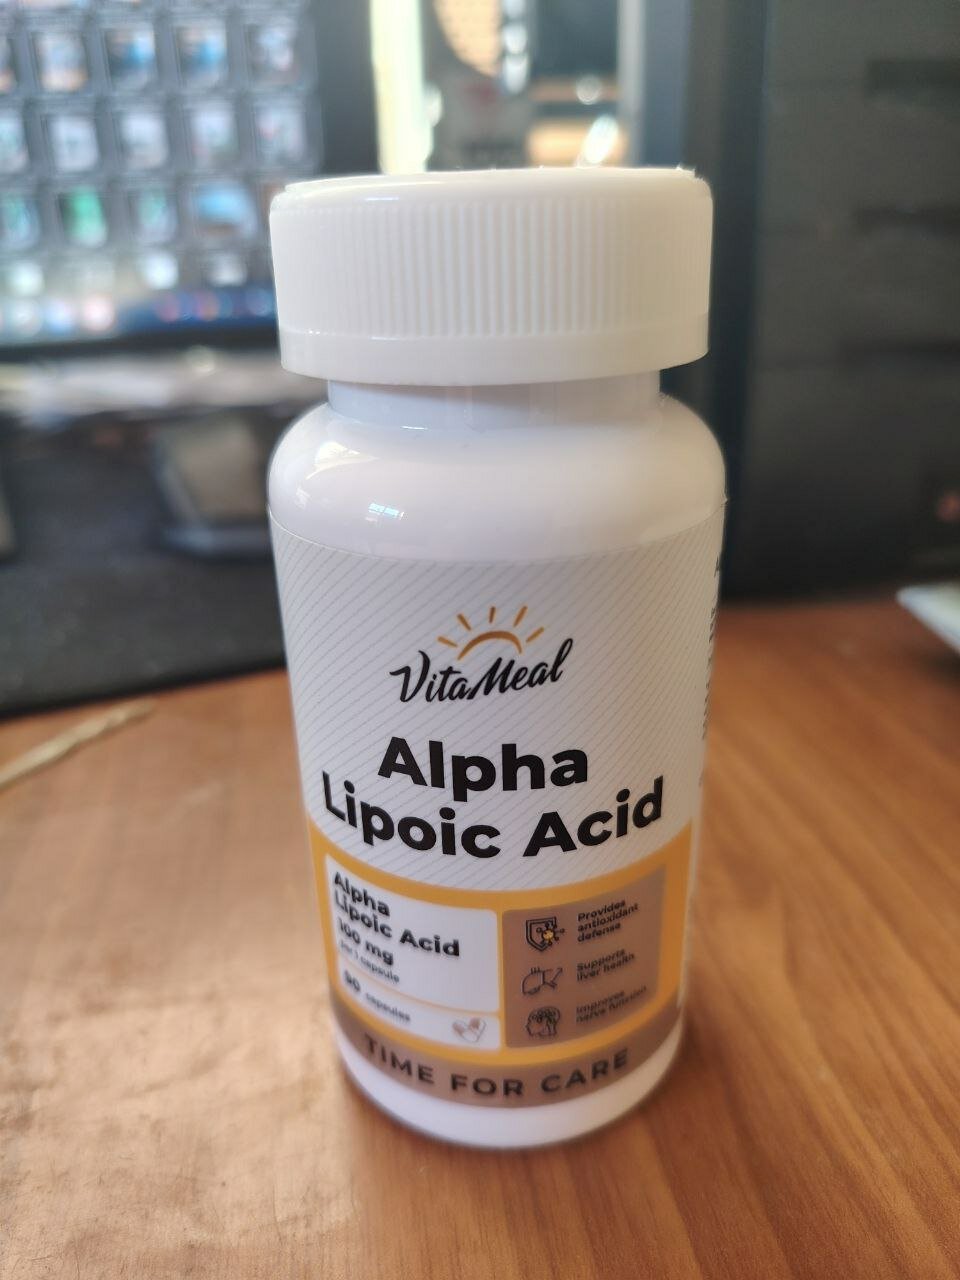 VitaMeal
Alpha
Lipoic Acid
Alpha
Lipoic Acid
100 mg
per 1 capsule
90 capsules
Provides
antioxidant
defense
Supports
liver health
Improves
nerve function
TIME FOR CARE